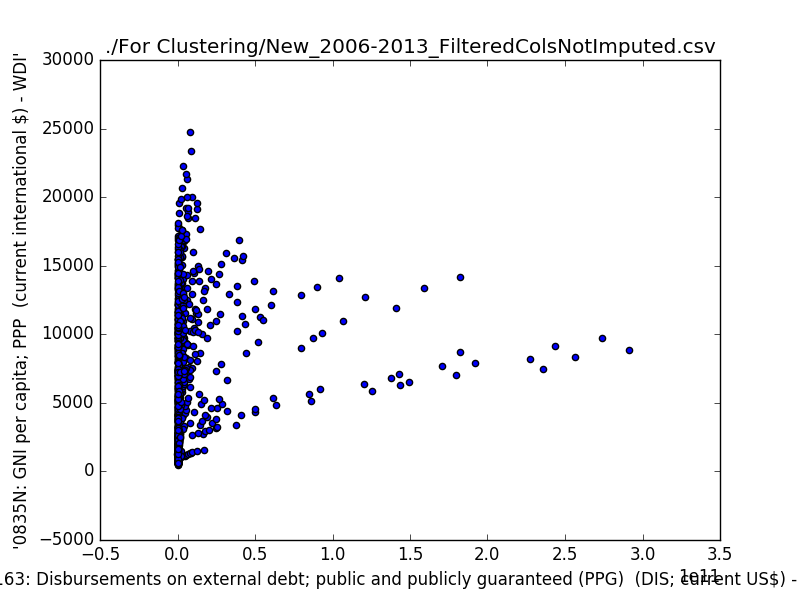 ./For Clustering/New_2006-2013_FilteredColsNotImputed.csv
'0835N: GNI per capita; PPP (current international $) - WDI'
30000
25000
20000
15000
10000
5000
0
−5000
−0.5 0.0 0.5 1.0 1.5 2.0 2.5 3.0 3.5
1e11
163: Disbursements on external debt; public and publicly guaranteed (PPG) (DIS; current US$) -